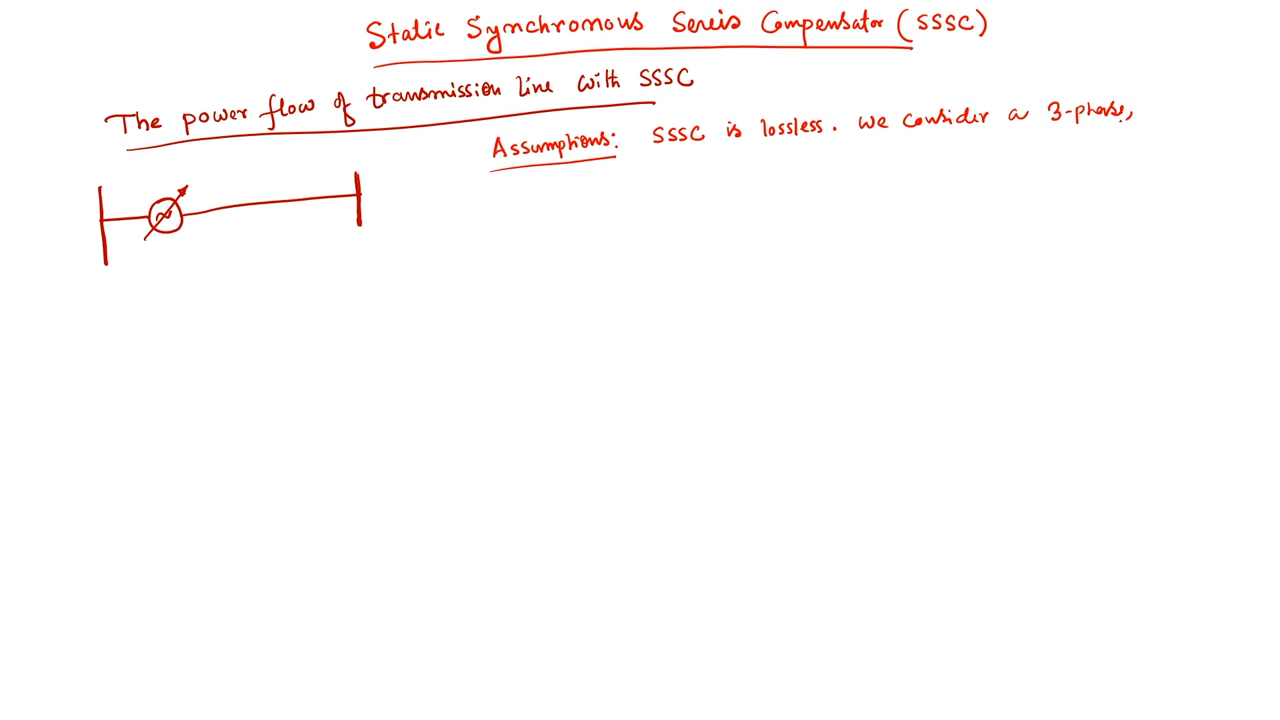 Static Synchronous Sereis Compensator (SSSC)
The power flow of transmission line with SSSC
Assumptions: SSSC is lossless. We consider a 3-phase,